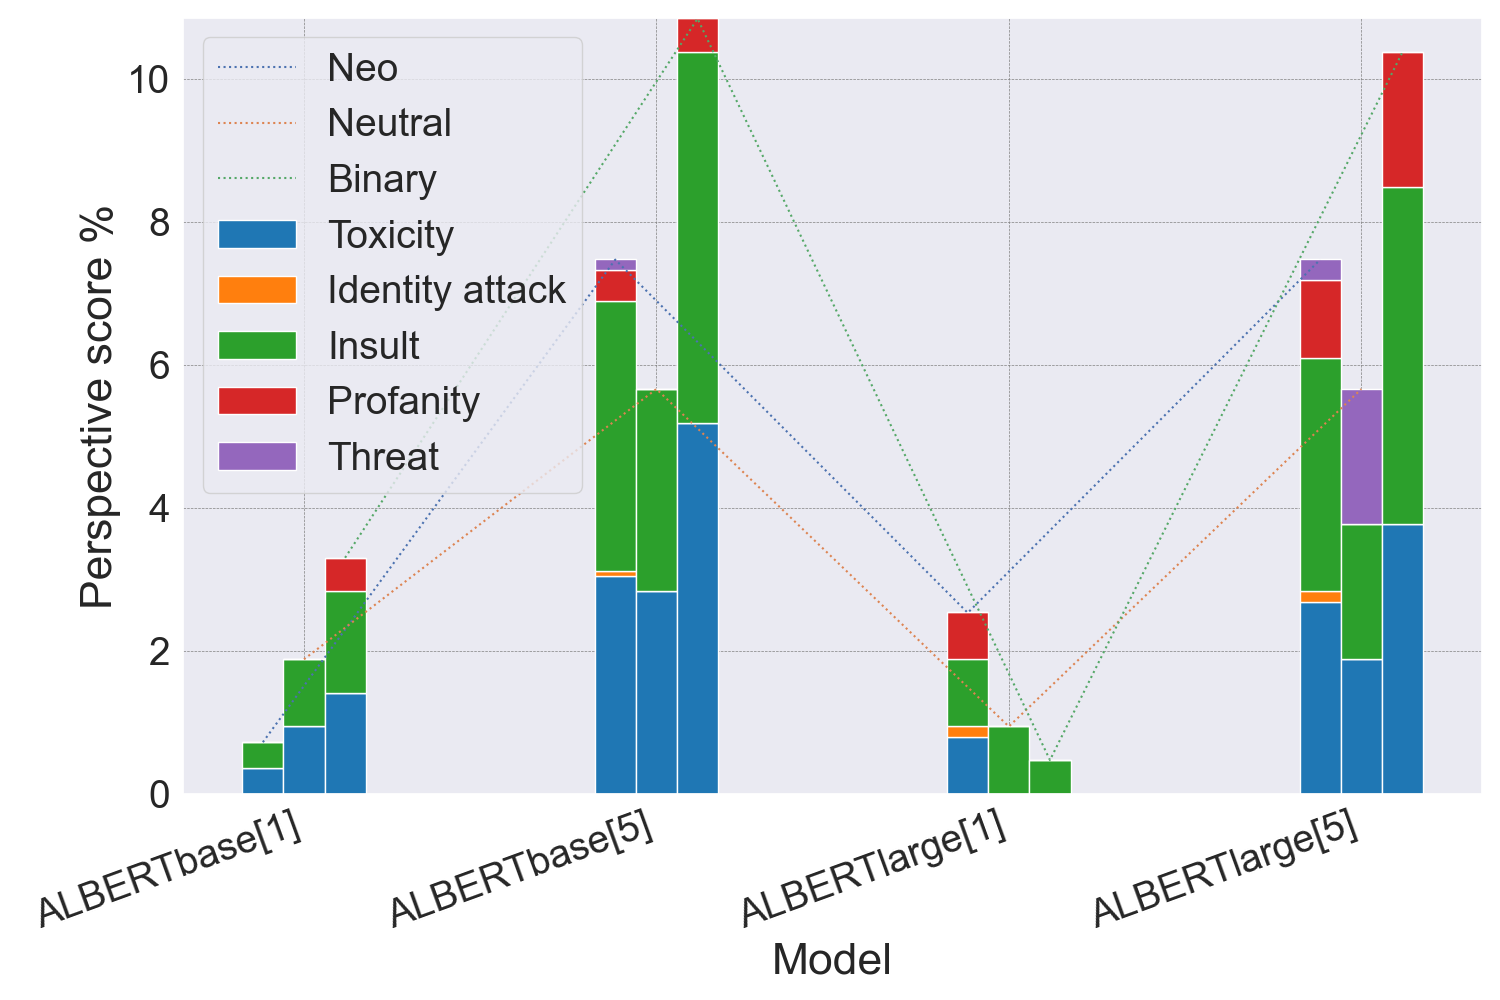 Perspective score %
10
8
6
4
2
0
Neo
Neutral
Binary
Toxicity
Identity attack
Insult
Profanity
Threat
ALBERTbase[1]
ALBERTbase[5]
ALBERTlarge[1]
ALBERTlarge[5]
Model